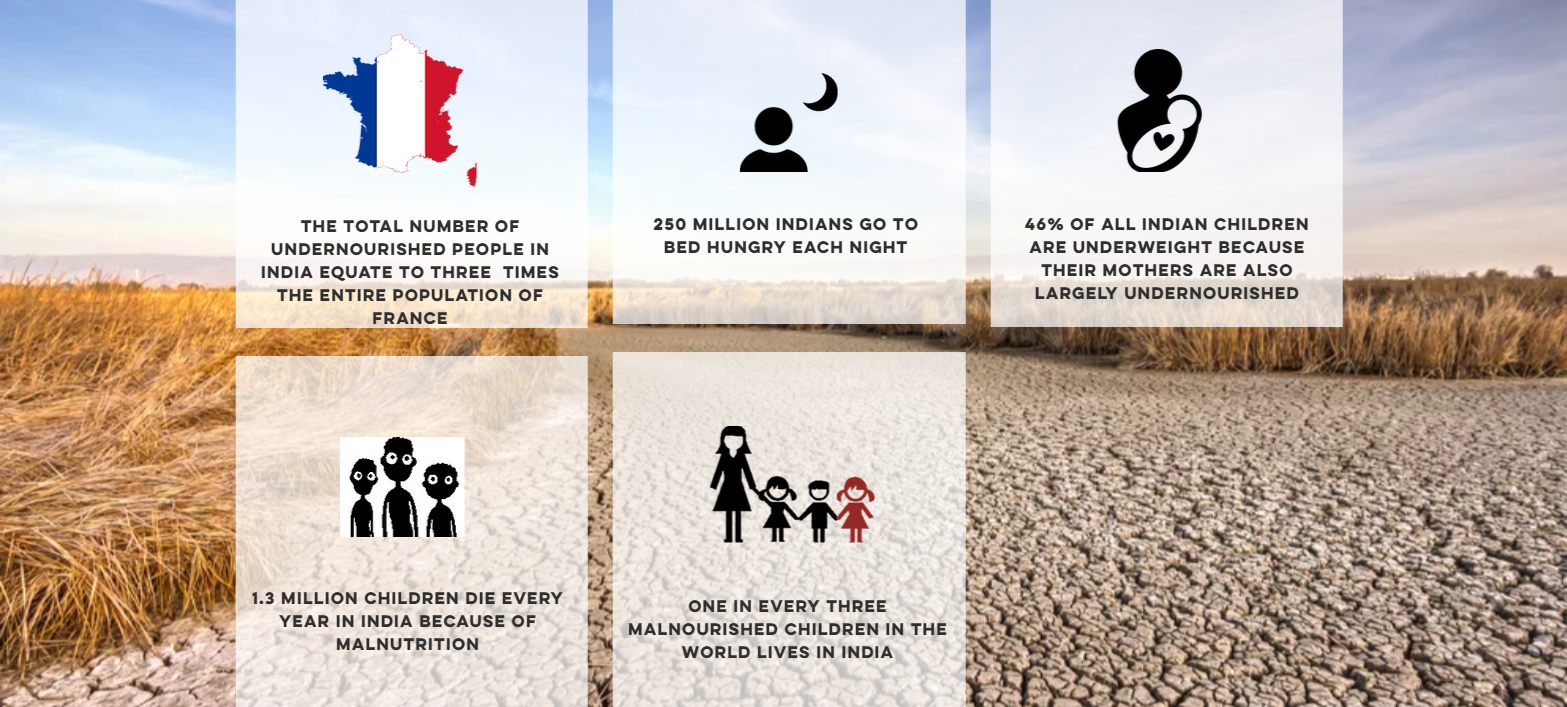 THE TOTAL NUMBER OF
UNDERNOURISHED PEOPLE IN
INDIA EQUATE TO THREE  TIMES
THE ENTIRE POPULATION OF
FRANCE
250 MILLION INDIANS GO TO
BED HUNGRY EACH NIGHT
46% OF ALL INDIAN CHILDREN
ARE UNDERWEIGHT BECAUSE
THEIR MOTHERS ARE ALSO
LARGELY UNDERNOURISHED
1.3 MILLION CHILDREN DIE EVERY
YEAR IN INDIA BECAUSE OF
MALNUTRITION
ONE IN EVERY THREE
MALNOURISHED CHILDREN IN THE
WORLD LIVES IN INDIA